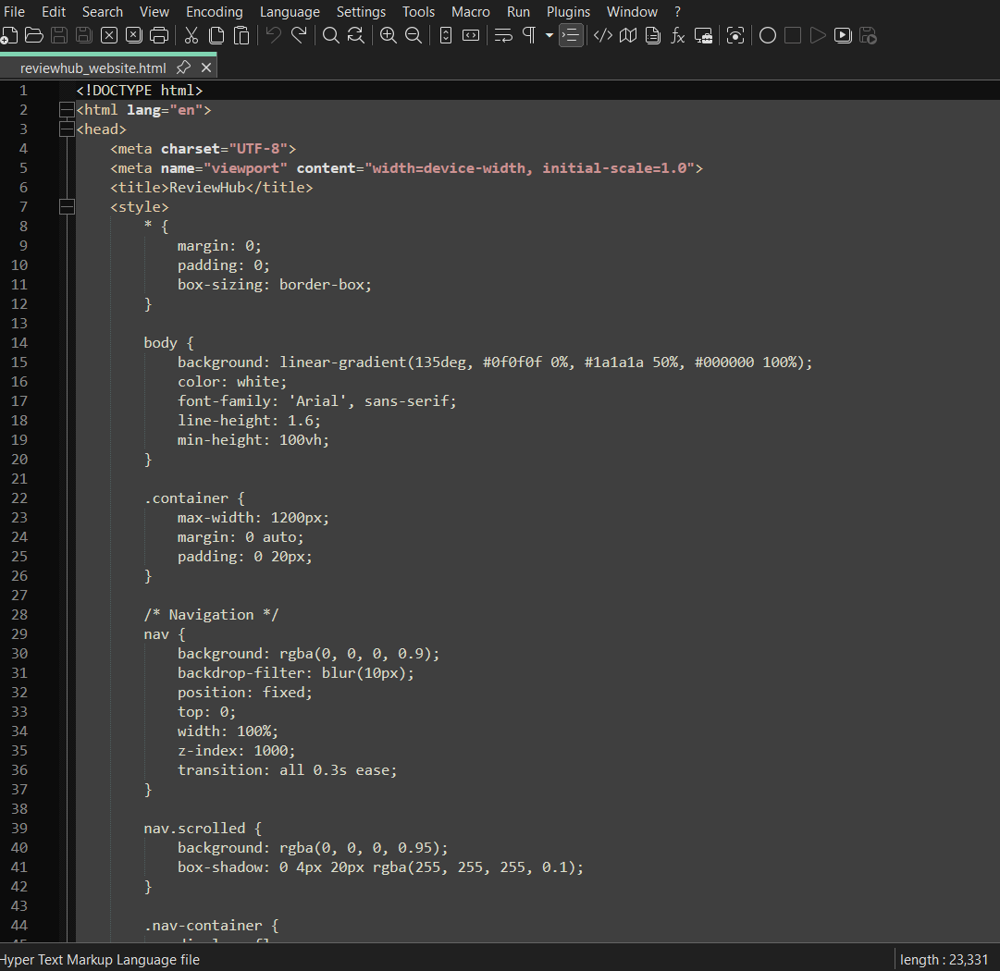 File Edit Search View Encoding Language Settings Tools Macro Run Plugins Window ?
reviewhub_website.html
1 <!DOCTYPE html>
2 <html lang="en">
3 <head>
4 <meta charset="UTF-8">
5 <meta name="viewport" content="width=device-width, initial-scale=1.0">
6 <title>ReviewHub</title>
7 <style>
8 * {
9 margin: 0;
10 padding: 0;
11 box-sizing: border-box;
12 }
13
14 body {
15 background: linear-gradient(135deg, #0f0f0f 0%, #1a1a1a 50%, #000000 100%);
16 color: white;
17 font-family: 'Arial', sans-serif;
18 line-height: 1.6;
19 min-height: 100vh;
20 }
21
22 .container {
23 max-width: 1200px;
24 margin: 0 auto;
25 padding: 0 20px;
26 }
27
28 /* Navigation */
29 nav {
30 background: rgba(0, 0, 0, 0.9);
31 backdrop-filter: blur(10px);
32 position: fixed;
33 top: 0;
34 width: 100%;
35 z-index: 1000;
36 transition: all 0.3s ease;
37 }
38
39 nav.scrolled {
40 background: rgba(0, 0, 0, 0.95);
41 box-shadow: 0 4px 20px rgba(255, 255, 255, 0.1);
42 }
43
44 .nav-container {
Hyper Text Markup Language file length : 23,331